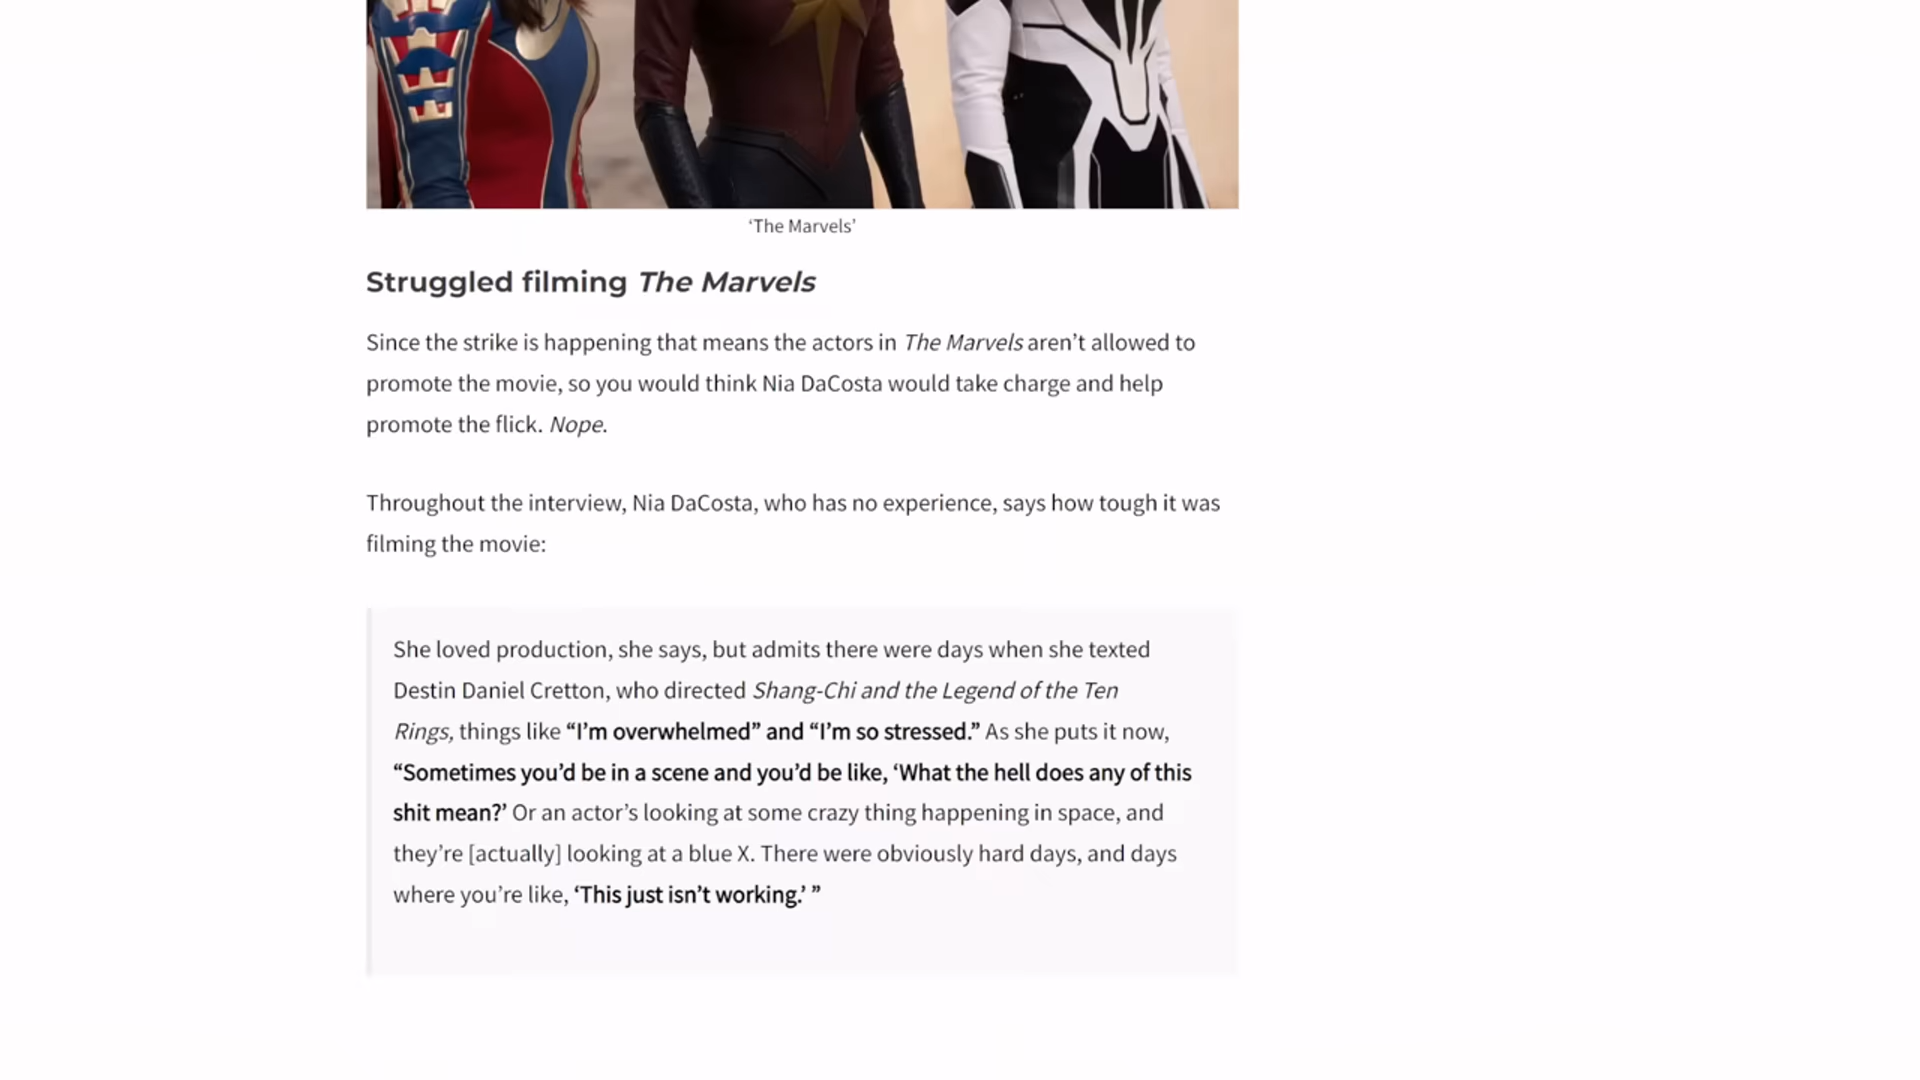 ‘The Marvels’
Struggled filming The Marvels
Since the strike is happening that means the actors in The Marvels aren’t allowed to
promote the movie, so you would think Nia DaCosta would take charge and help
promote the flick. Nope.
Throughout the interview, Nia DaCosta, who has no experience, says how tough it was
filming the movie:
She loved production, she says, but admits there were days when she texted
Destin Daniel Cretton, who directed Shang-Chi and the Legend of the Ten
Rings, things like “I’m overwhelmed” and “I’m so stressed.” As she puts it now,
“Sometimes you’d be in a scene and you’d be like, ‘What the hell does any of this
shit mean?’ Or an actor’s looking at some crazy thing happening in space, and
they’re [actually] looking at a blue X. There were obviously hard days, and days
where you’re like, ‘This just isn’t working.’ ”